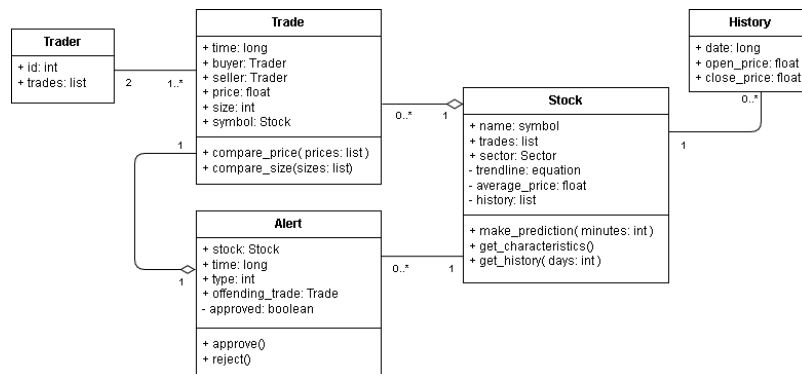 Trader
+ id: int
+ trades: list
2
1..*
Trade
+ time: long
+ buyer: Trader
+ seller: Trader
+ price: float
+ size: int
+ symbol: Stock
+ compare_price( prices: list )
+ compare_size(sizes: list)
0..*
1
1
1
Alert
+ stock: Stock
+ time: long
+ type: int
+ offending_trade: Trade
- approved: boolean
+ approve()
+ reject()
0..*
1
Stock
+ name: symbol
+ trades: list
+ sector: Sector
- trendline: equation
- average_price: float
- history: list
+ make_prediction( minutes: int )
+ get_characteristics()
+ get_history( days: int )
1
0..*
History
+ date: long
+ open_price: float
+ close_price: float